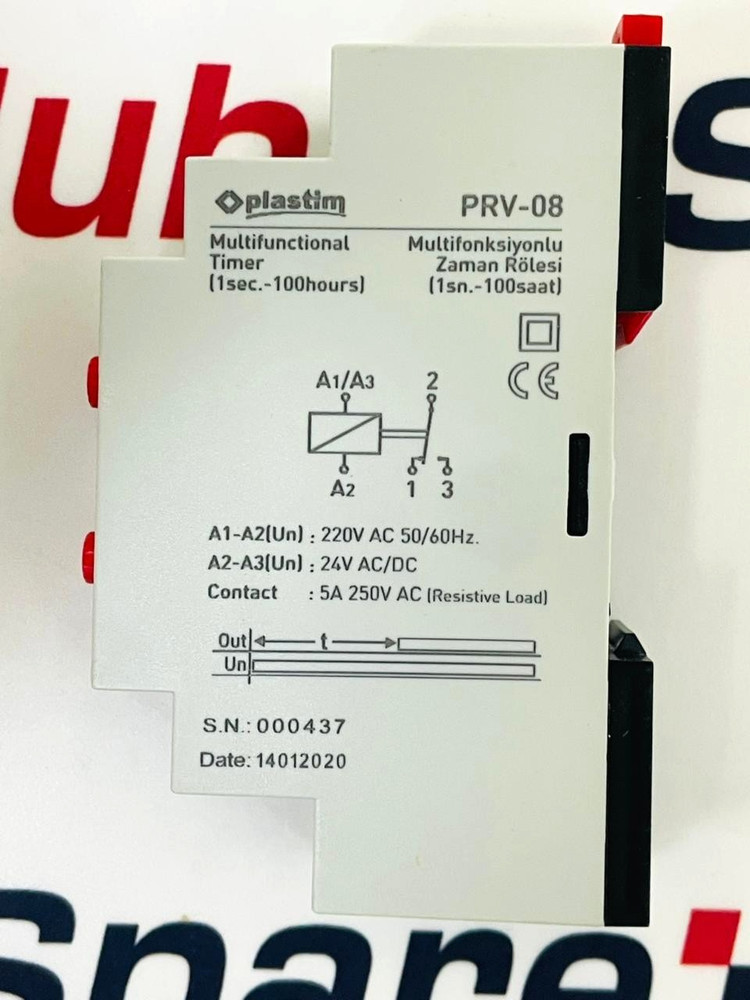 plastim PRV-08
Multifunctional Timer (1sec.-100hours)
Multifonksiyonlu Zaman Rölesi (1sn.-100saat)
CE
A1/A3 2
A2 1 3
A1-A2(Un) : 220V AC 50/60Hz.
A2-A3(Un) : 24V AC/DC
Contact : 5A 250V AC (Resistive Load)
Out t
Un
S.N.: 000437
Date: 14012020
spare